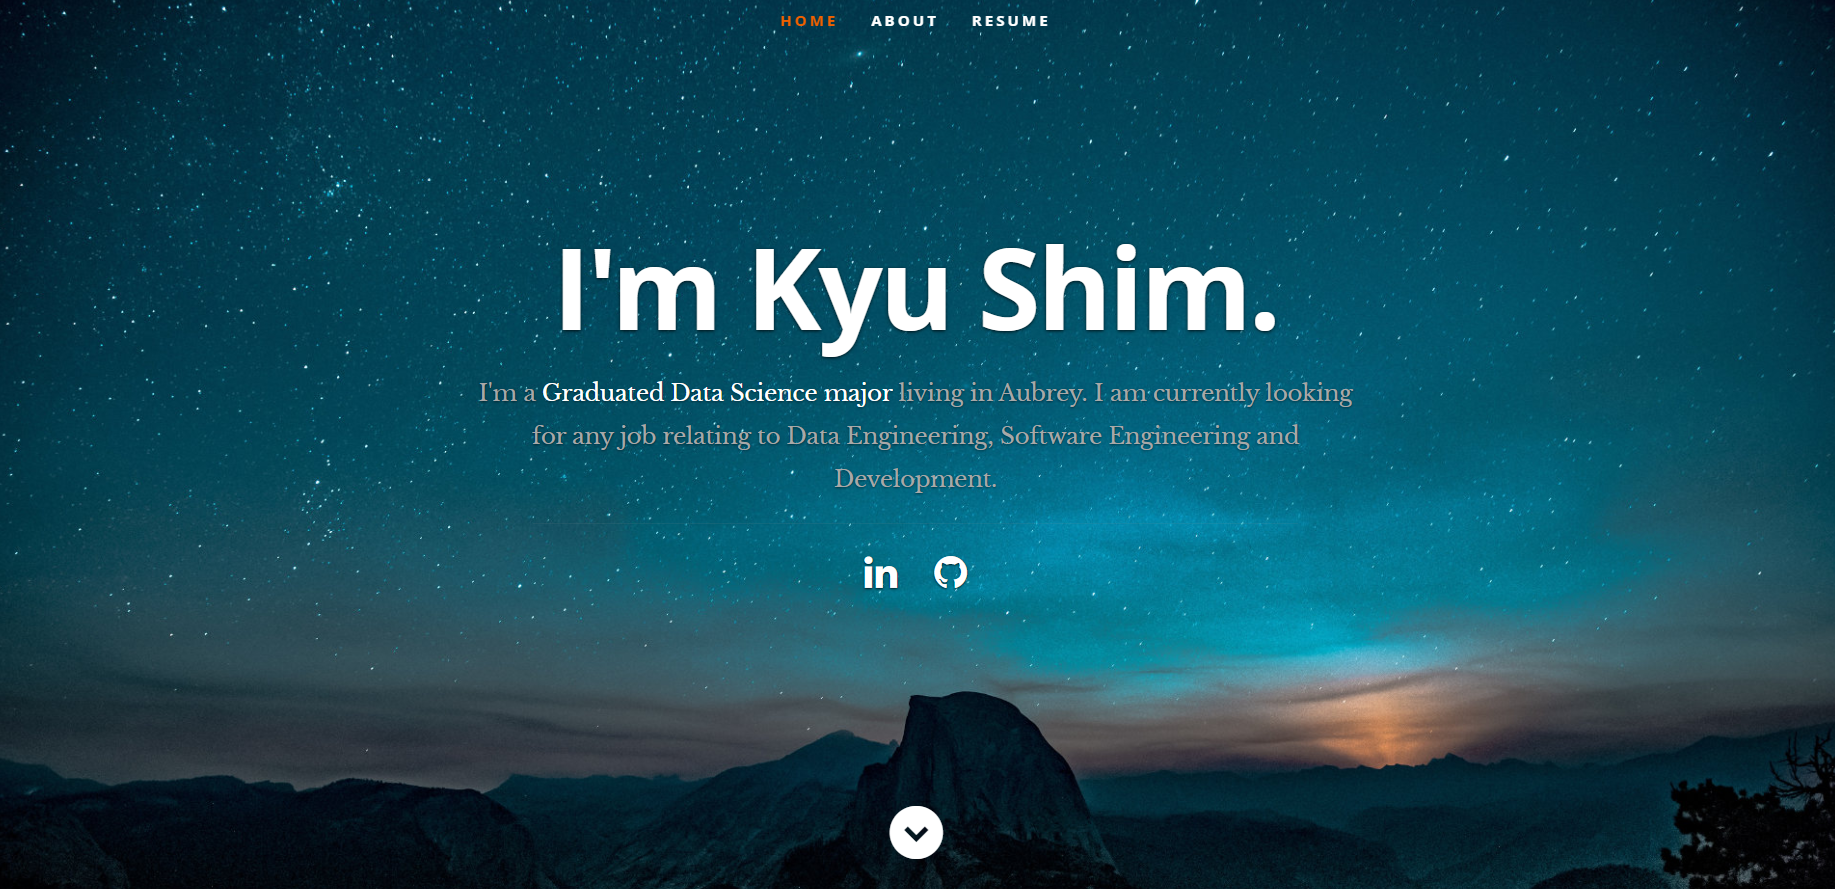 HOME ABOUT RESUME
I'm Kyu Shim.
I'm a Graduated Data Science major living in Aubrey. I am currently looking
for any job relating to Data Engineering, Software Engineering and
Development.
in